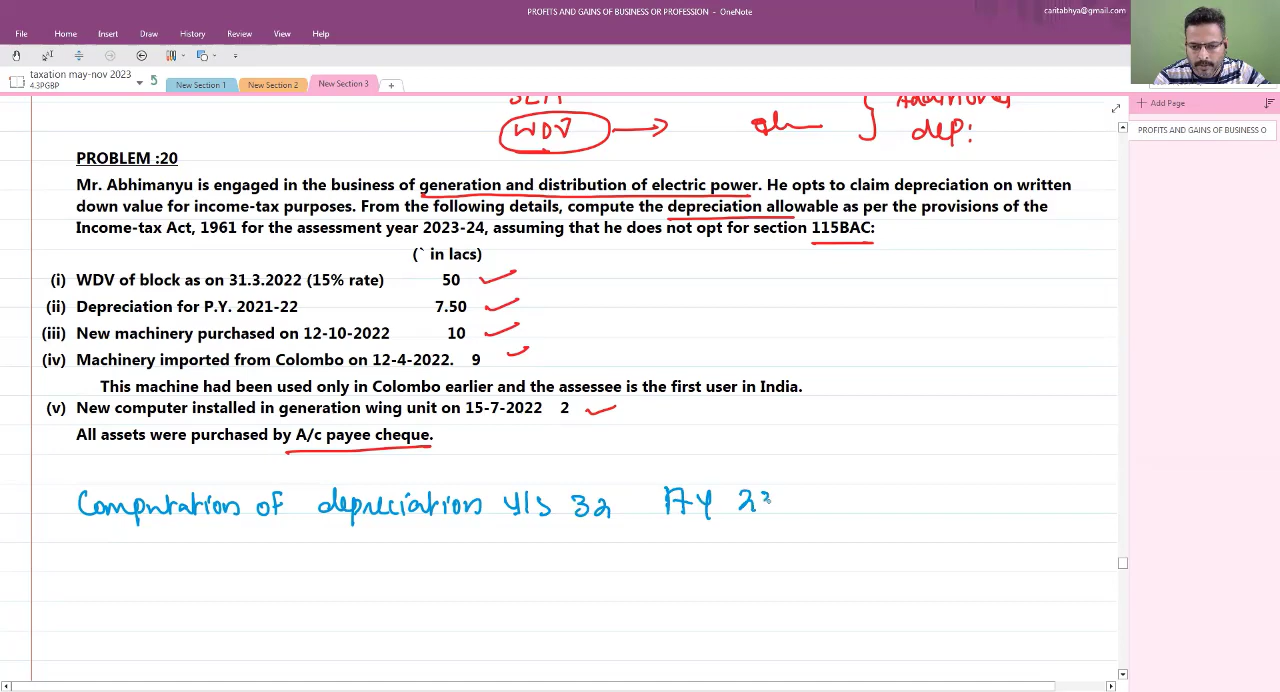 PROFITS AND GAINS OF BUSINESS OR PROFESSION - OneNote
caritabhya@gmail.com
File Home Insert Draw History Review View Help
taxation may-nov 2023
4.3PGBP
5
New Section 1
New Section 2
New Section 3
Add Page
PROFITS AND GAINS OF BUSINESS O
SLM
WDV
Additional
dep:
PROBLEM :20
Mr. Abhimanyu is engaged in the business of generation and distribution of electric power. He opts to claim depreciation on written
down value for income-tax purposes. From the following details, compute the depreciation allowable as per the provisions of the
Income-tax Act, 1961 for the assessment year 2023-24, assuming that he does not opt for section 115BAC:
(` in lacs)
(i) WDV of block as on 31.3.2022 (15% rate) 50
(ii) Depreciation for P.Y. 2021-22 7.50
(iii) New machinery purchased on 12-10-2022 10
(iv) Machinery imported from Colombo on 12-4-2022. 9
This machine had been used only in Colombo earlier and the assessee is the first user in India.
(v) New computer installed in generation wing unit on 15-7-2022 2
All assets were purchased by A/c payee cheque.
Computation of depreciation u/s 32 AY 23